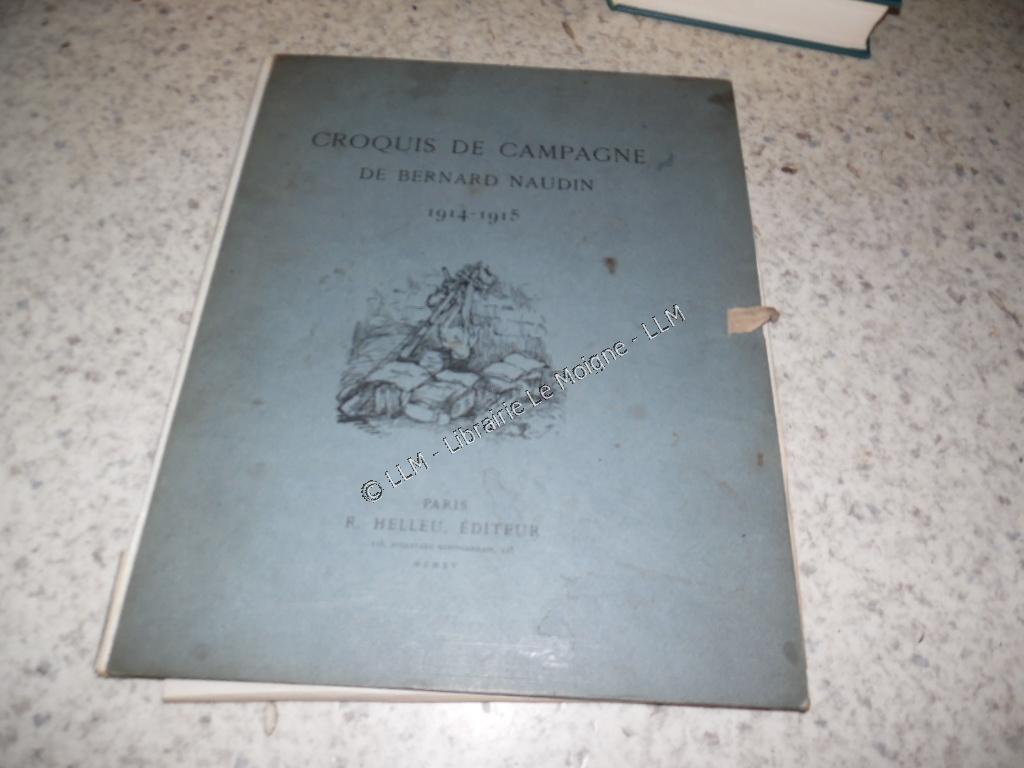 CROQUIS DE CAMPAGNE
DE BERNARD NAUDIN
1914-1915
© LLM - Librairie Le Moigne - LLM
PARIS
R. HELLEU, ÉDITEUR